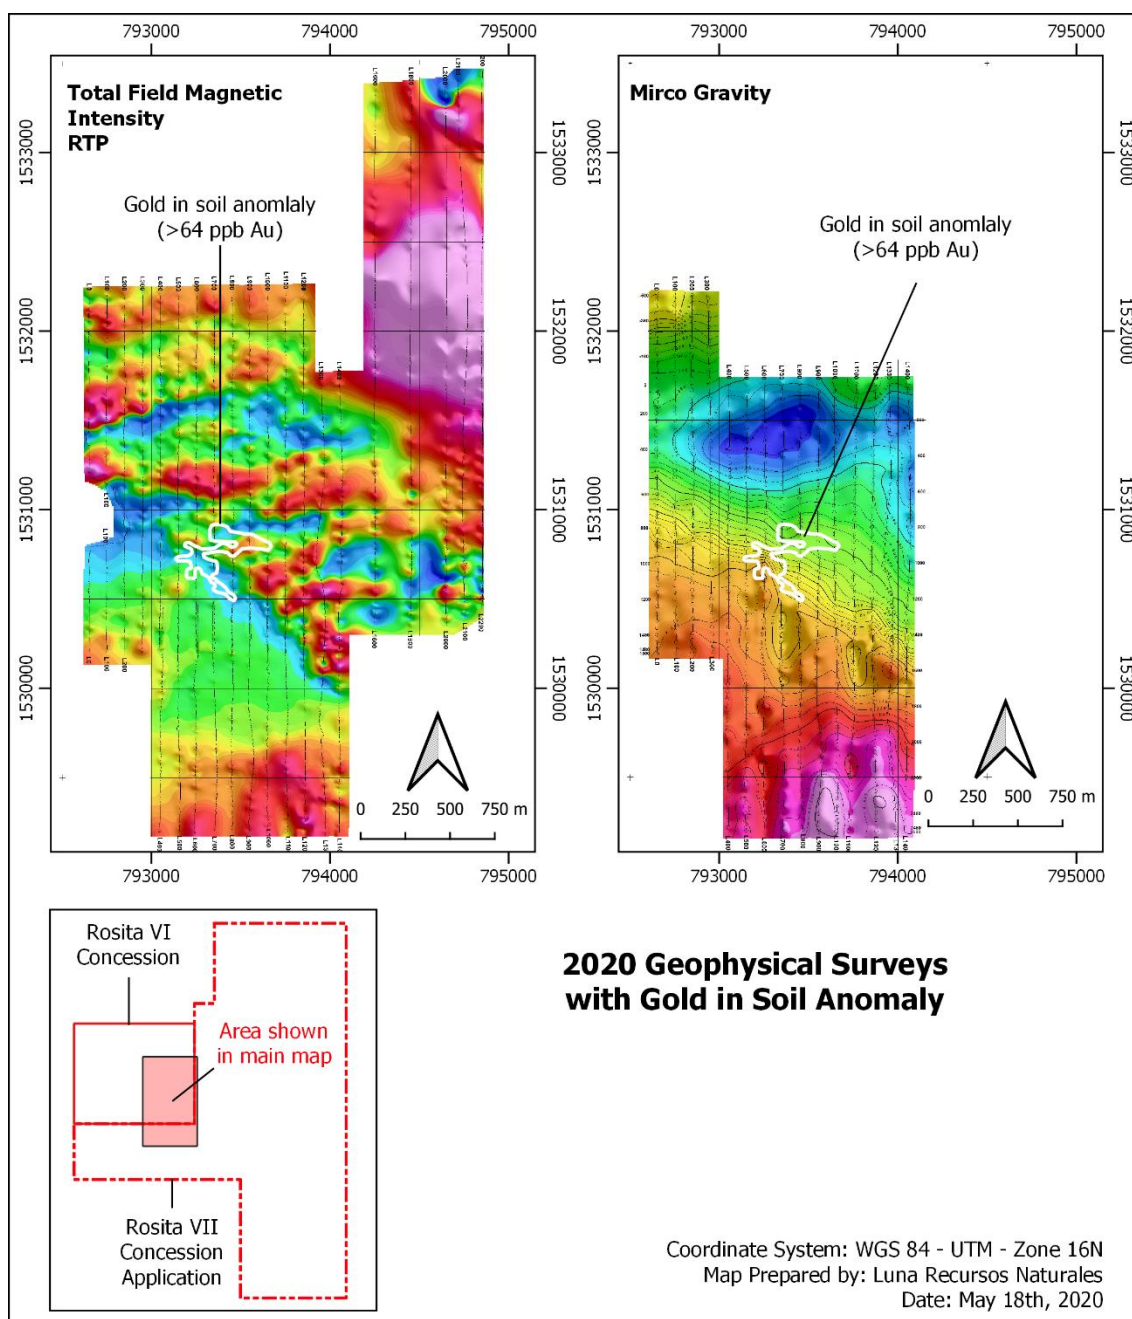 793000 794000 795000
793000 794000 795000
Total Field Magnetic
Intensity
RTP
Mirco Gravity
1533000
1533000
1533000
1533000
Gold in soil anomlaly
(>64 ppb Au)
Gold in soil anomlaly
(>64 ppb Au)
1532000
1532000
1532000
1532000
1531000
1531000
1531000
1531000
1530000
1530000
1530000
1530000
0 250 500 750 m
0 250 500 750 m
793000 794000 795000
793000 794000 795000
Rosita VI
Concession
Area shown
in main map
Rosita VII
Concession
Application
2020 Geophysical Surveys
with Gold in Soil Anomaly
Coordinate System: WGS 84 - UTM - Zone 16N
Map Prepared by: Luna Recursos Naturales
Date: May 18th, 2020